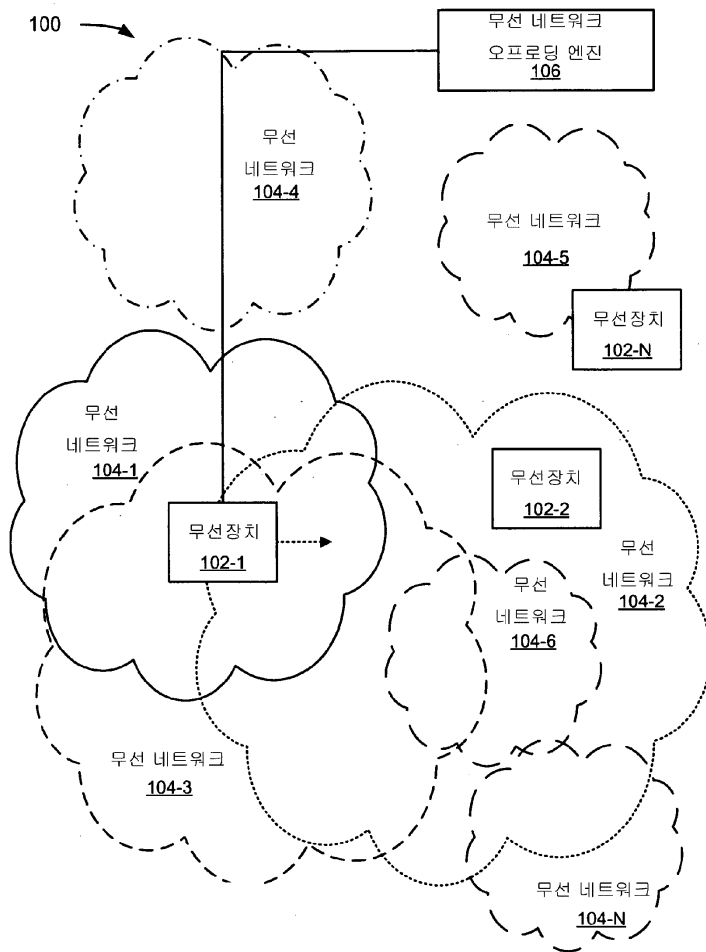 100
무선 네트워크
오프로딩 엔진
106
무선
네트워크
104-4
무선 네트워크
104-5
무선장치
102-N
무선
네트워크
104-1
무선장치
102-2
무선장치
102-1
무선
네트워크
104-2
무선
네트워크
104-6
무선 네트워크
104-3
무선 네트워크
104-N